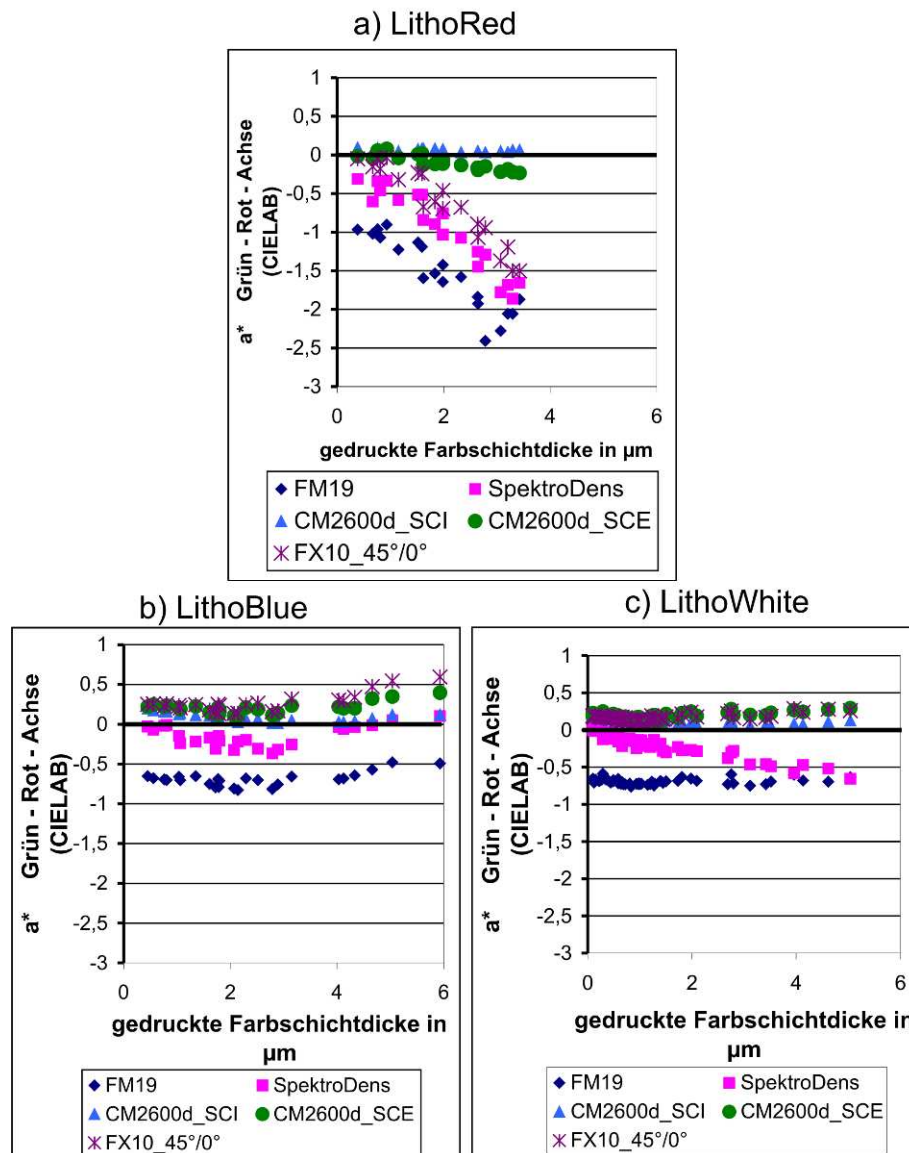 a) LithoRed
1
0,5
0
-0,5
-1
-1,5
-2
-2,5
-3
a* Grün - Rot - Achse
(CIELAB)
0 2 4 6
gedruckte Farbschichtdicke in µm
FM19 SpektroDens
CM2600d_SCI CM2600d_SCE
FX10_45°/0°
b) LithoBlue
1
0,5
0
-0,5
-1
-1,5
-2
-2,5
-3
a* Grün - Rot - Achse
(CIELAB)
0 2 4 6
gedruckte Farbschichtdicke in
µm
FM19 SpektroDens
CM2600d_SCI CM2600d_SCE
FX10_45°/0°
c) LithoWhite
1
0,5
0
-0,5
-1
-1,5
-2
-2,5
-3
a* Grün - Rot - Achse
(CIELAB)
0 2 4 6
gedruckte Farbschichtdicke in
µm
FM19 SpektroDens
CM2600d_SCI CM2600d_SCE
FX10_45°/0°